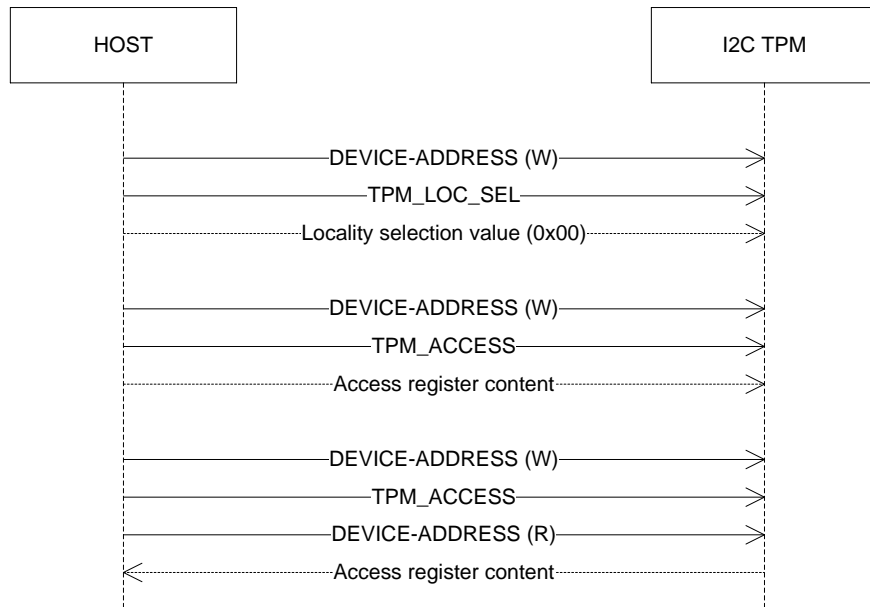 HOST
I2C TPM
DEVICE-ADDRESS (W)
TPM_LOC_SEL
Locality selection value (0x00)
DEVICE-ADDRESS (W)
TPM_ACCESS
Access register content
DEVICE-ADDRESS (W)
TPM_ACCESS
DEVICE-ADDRESS (R)
Access register content